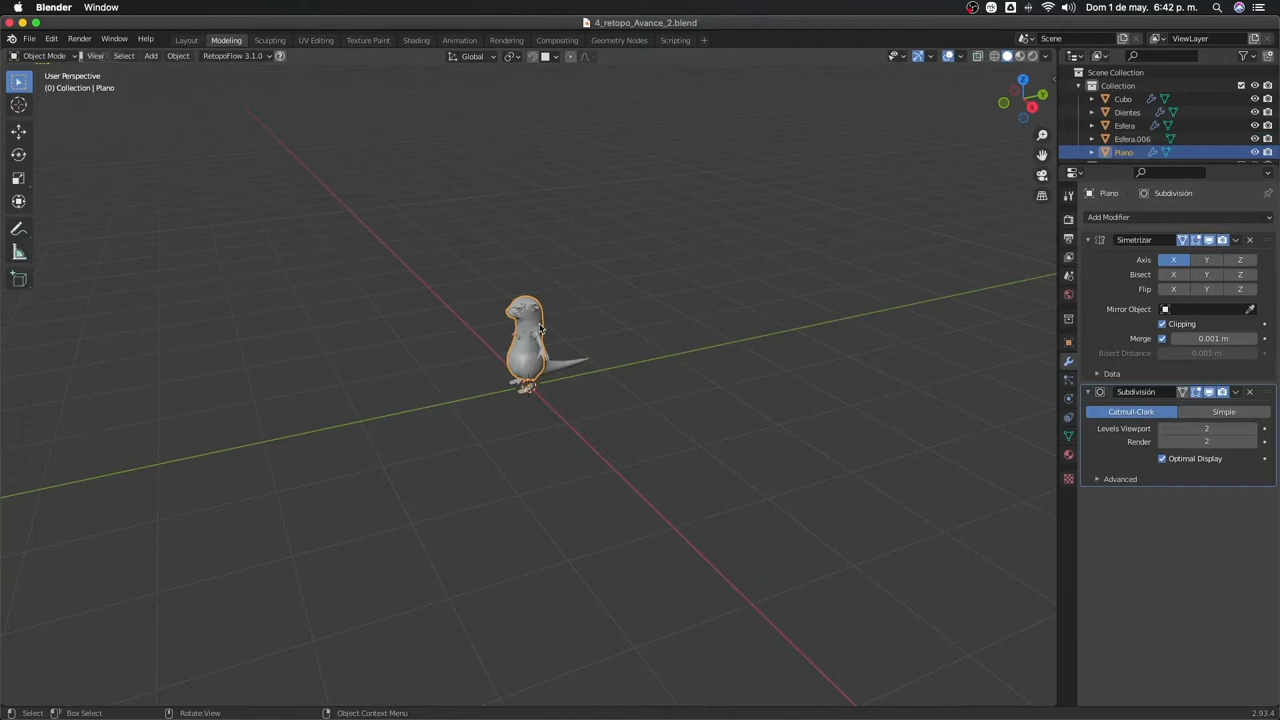 Blender Window Dom 1 de may. 6:42 p. m.
4_retopo_Avance_2.blend
File Edit Render Window Help Layout Modeling Sculpting UV Editing Texture Paint Shading Animation Rendering Compositing Geometry Nodes Scripting + Scene ViewLayer
Object Mode View Select Add Object RetopoFlow 3.1.0 Global
User Perspective
(0) Collection | Plano
Scene Collection
Collection
Cubo
Dientes
Esfera
Esfera.006
Plano
Z
Y
X
Plano Subdivisión
Add Modifier
Simetrizar
Axis X Y Z
Bisect X Y Z
Flip X Y Z
Mirror Object
Clipping
Merge 0.001 m
Bisect Distance 0.001 m
Data
Subdivisión
Catmull-Clark Simple
Levels Viewport 2
Render 2
Optimal Display
Advanced
Select Box Select Rotate View Object Context Menu 2.93.4